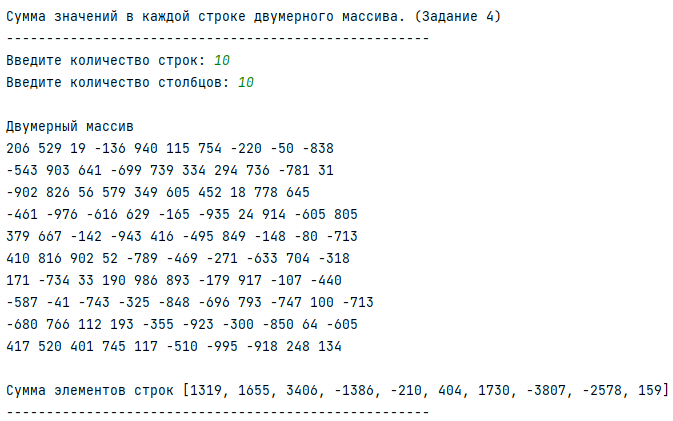 Сумма значений в каждой строке двумерного массива. (Задание 4)
-----------------------------------------------------
Введите количество строк: 10
Введите количество столбцов: 10
Двумерный массив
206 529 19 -136 940 115 754 -220 -50 -838
-543 903 641 -699 739 334 294 736 -781 31
-902 826 56 579 349 605 452 18 778 645
-461 -976 -616 629 -165 -935 24 914 -605 805
379 667 -142 -943 416 -495 849 -148 -80 -713
410 816 902 52 -789 -469 -271 -633 704 -318
171 -734 33 190 986 893 -179 917 -107 -440
-587 -41 -743 -325 -848 -696 793 -747 100 -713
-680 766 112 193 -355 -923 -300 -850 64 -605
417 520 401 745 117 -510 -995 -918 248 134
Сумма элементов строк [1319, 1655, 3406, -1386, -210, 404, 1730, -3807, -2578, 159]
-----------------------------------------------------